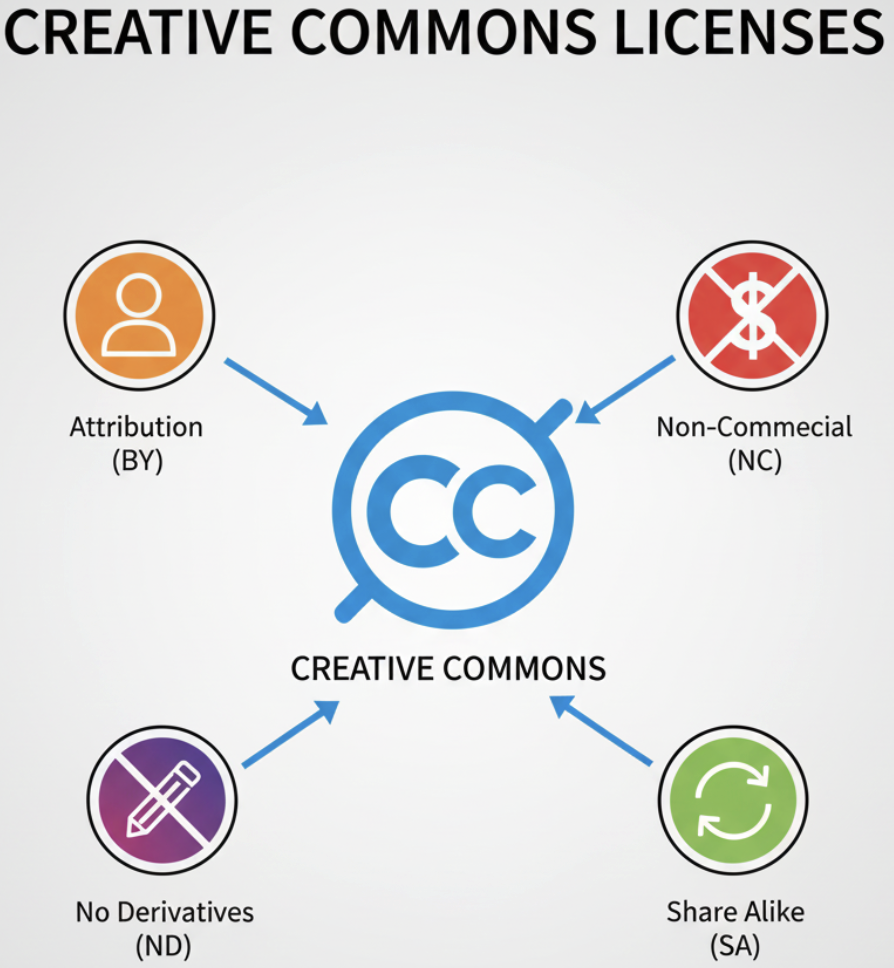 CREATIVE COMMONS LICENSES
Attribution
(BY)
Non-Commecial
(NC)
CC
CREATIVE COMMONS
No Derivatives
(ND)
Share Alike
(SA)